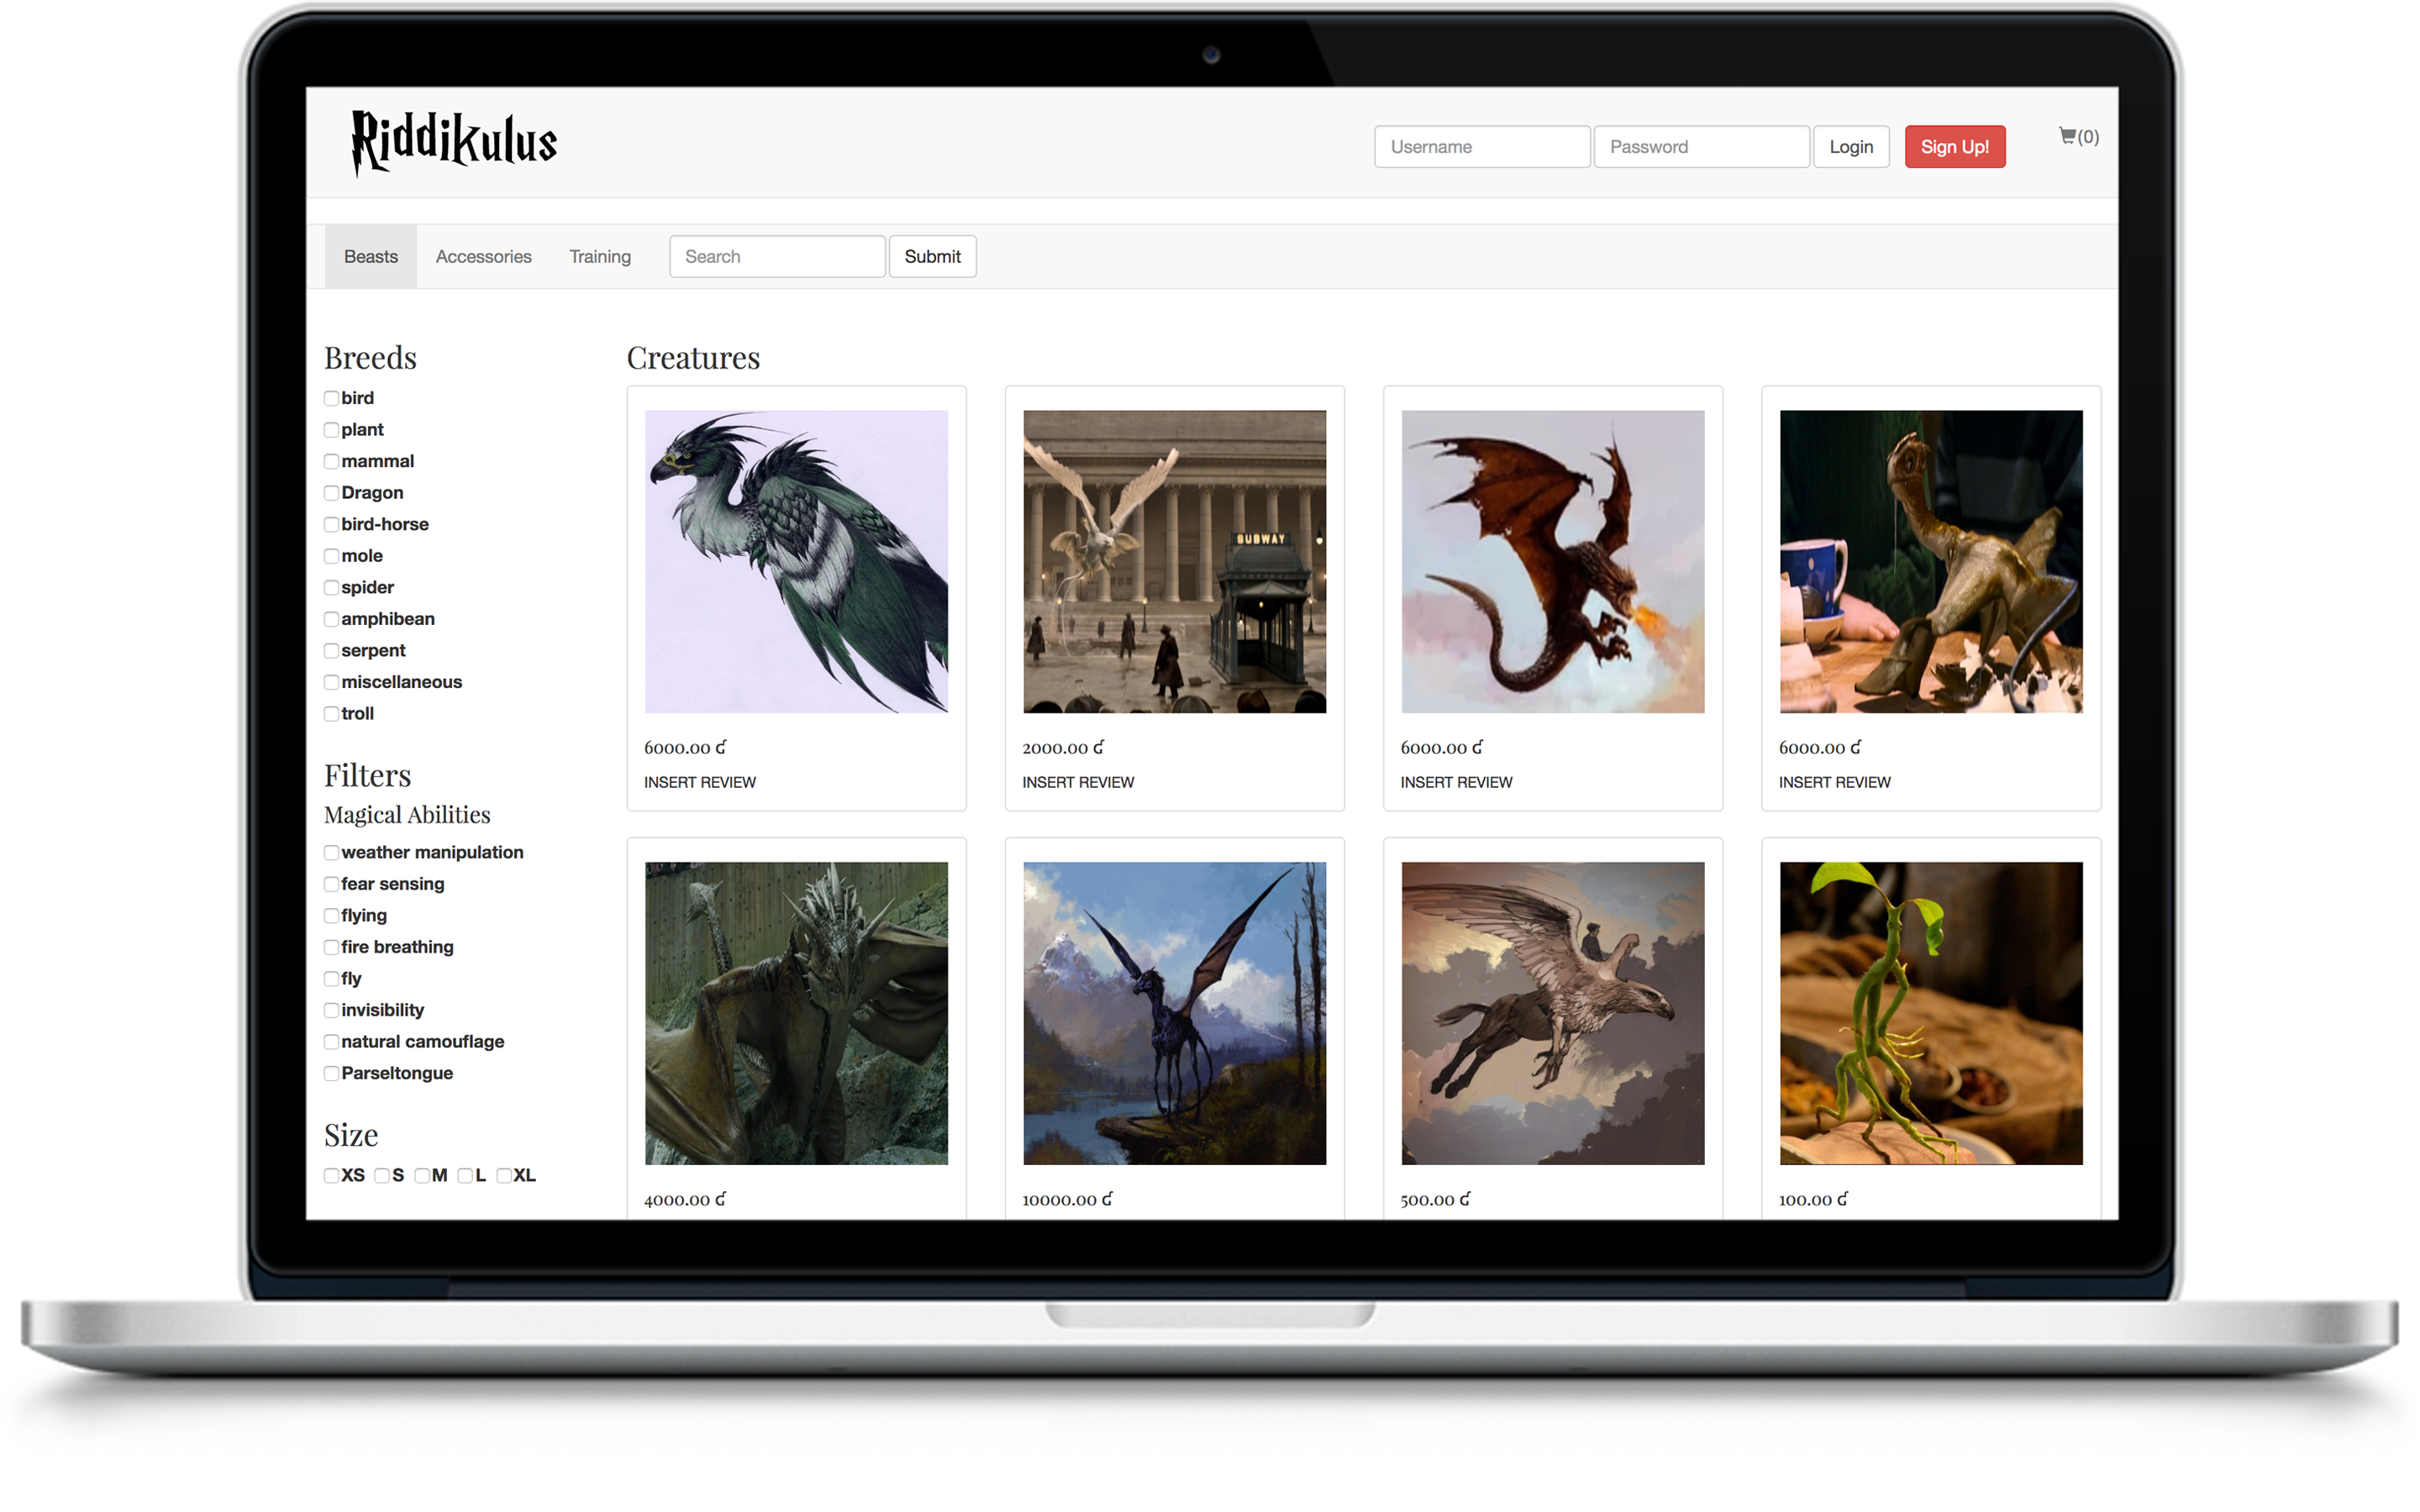 Riddikulus
Username Password Login Sign Up! (0)
Beasts Accessories Training Search Submit
Breeds
bird
plant
mammal
Dragon
bird-horse
mole
spider
amphibean
serpent
miscellaneous
troll
Filters
Magical Abilities
weather manipulation
fear sensing
flying
fire breathing
fly
invisibility
natural camouflage
Parseltongue
Size
XS S M L XL
Creatures
SUBWAY
6000.00 ɠ 2000.00 ɠ 6000.00 ɠ 6000.00 ɠ
INSERT REVIEW INSERT REVIEW INSERT REVIEW INSERT REVIEW
4000.00 ɠ 10000.00 ɠ 500.00 ɠ 100.00 ɠ